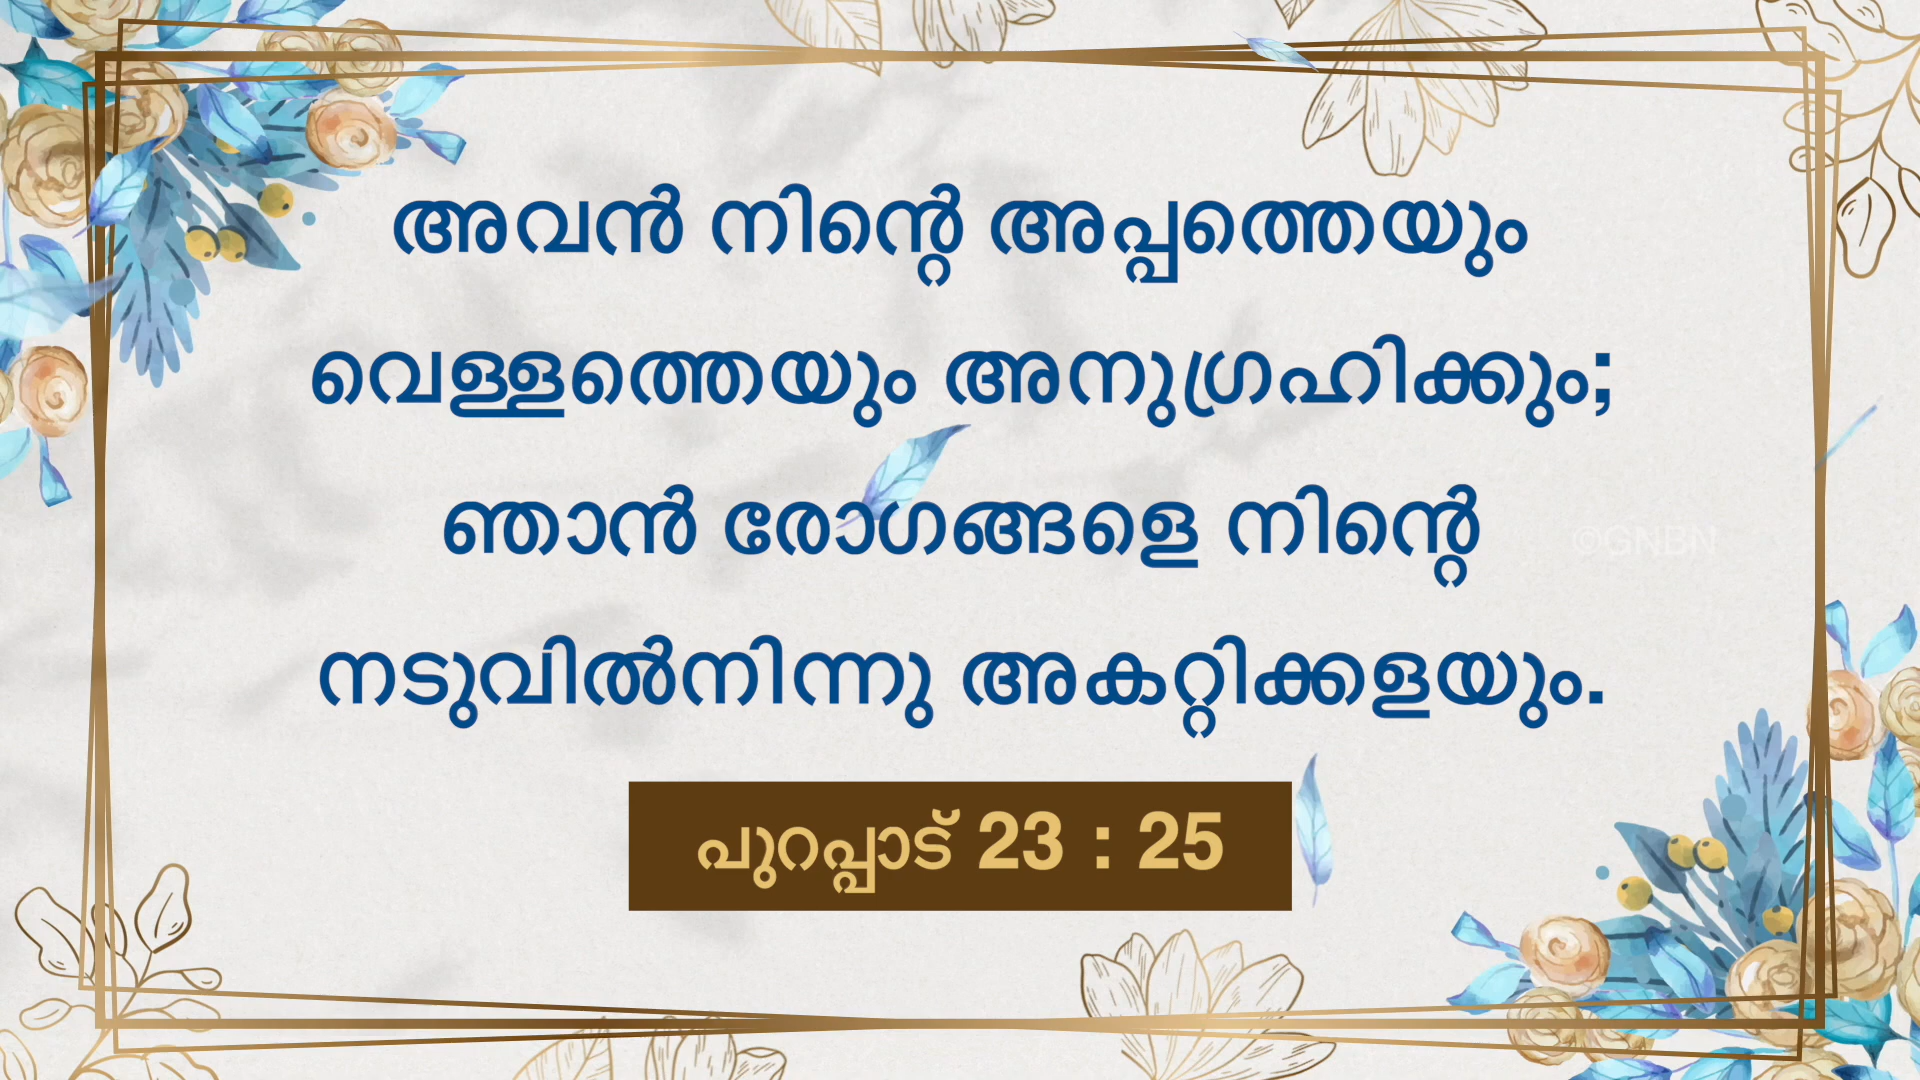 അവൻ നിന്റെ അപ്പത്തെയും
വെള്ളത്തെയും അനുഗ്രഹിക്കും;
ഞാൻ രോഗങ്ങളെ നിന്റെ
നടുവിൽനിന്നു അകറ്റിക്കളയും.
പുറപ്പാട് 23 : 25
©GNBN